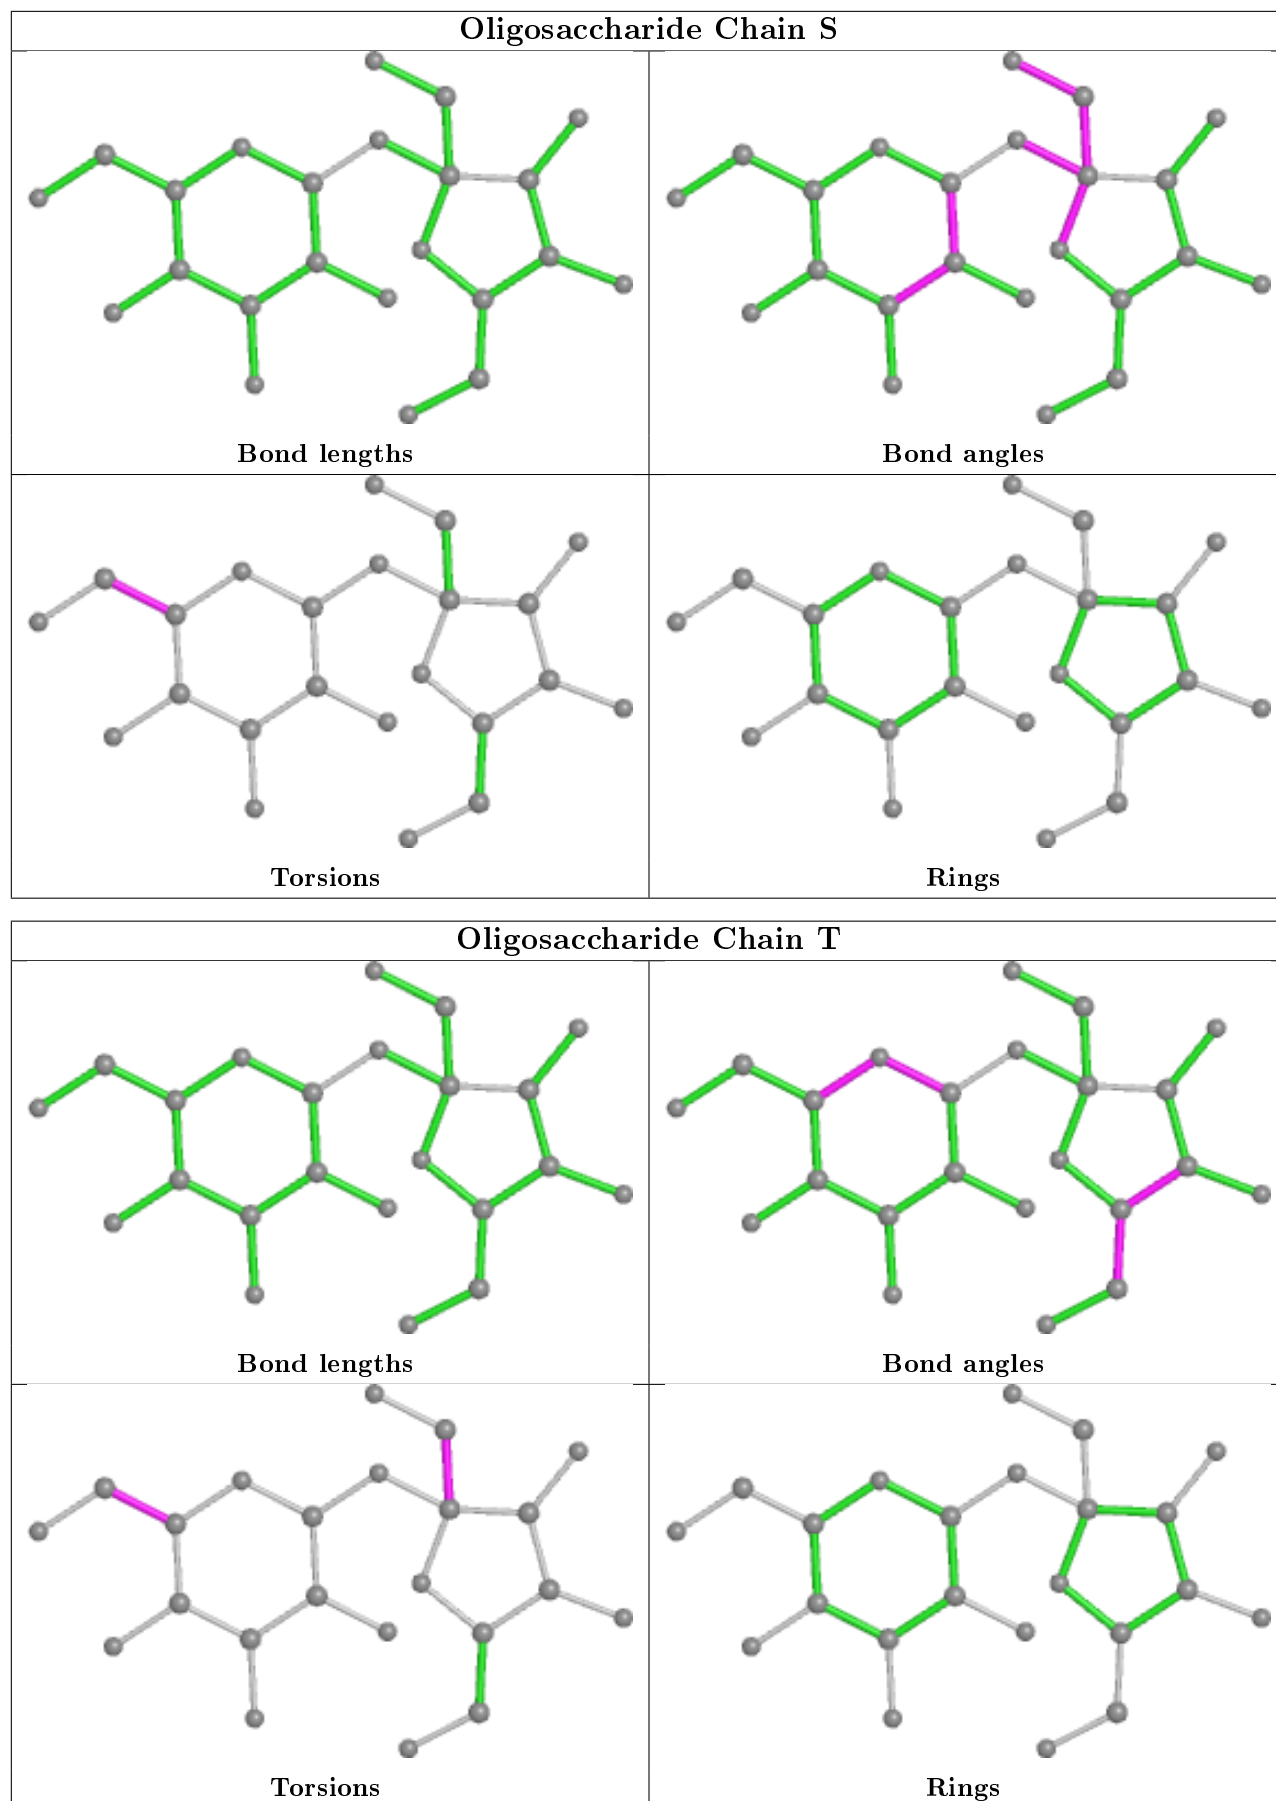 Oligosaccharide Chain S
Bond lengths
Bond angles
Torsions
Rings
Oligosaccharide Chain T
Bond lengths
Bond angles
Torsions
Rings